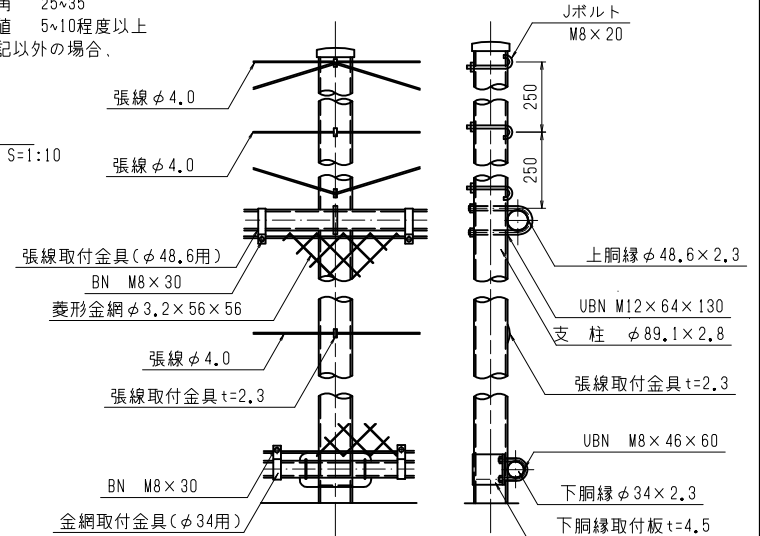 角　25~35
値　5~10程度以上
記以外の場合、
S=1:10
張線φ4.0
張線φ4.0
張線取付金具(φ48.6用)
BN M8×30
菱形金網φ3.2×56×56
張線φ4.0
張線取付金具t=2.3
BN M8×30
金網取付金具(φ34用)
Jボルト
M8×20
250
250
上胴縁φ48.6×2.3
UBN M12×64×130
支　柱　φ89.1×2.8
張線取付金具t=2.3
UBN M8×46×60
下胴縁φ34×2.3
下胴縁取付板t=4.5